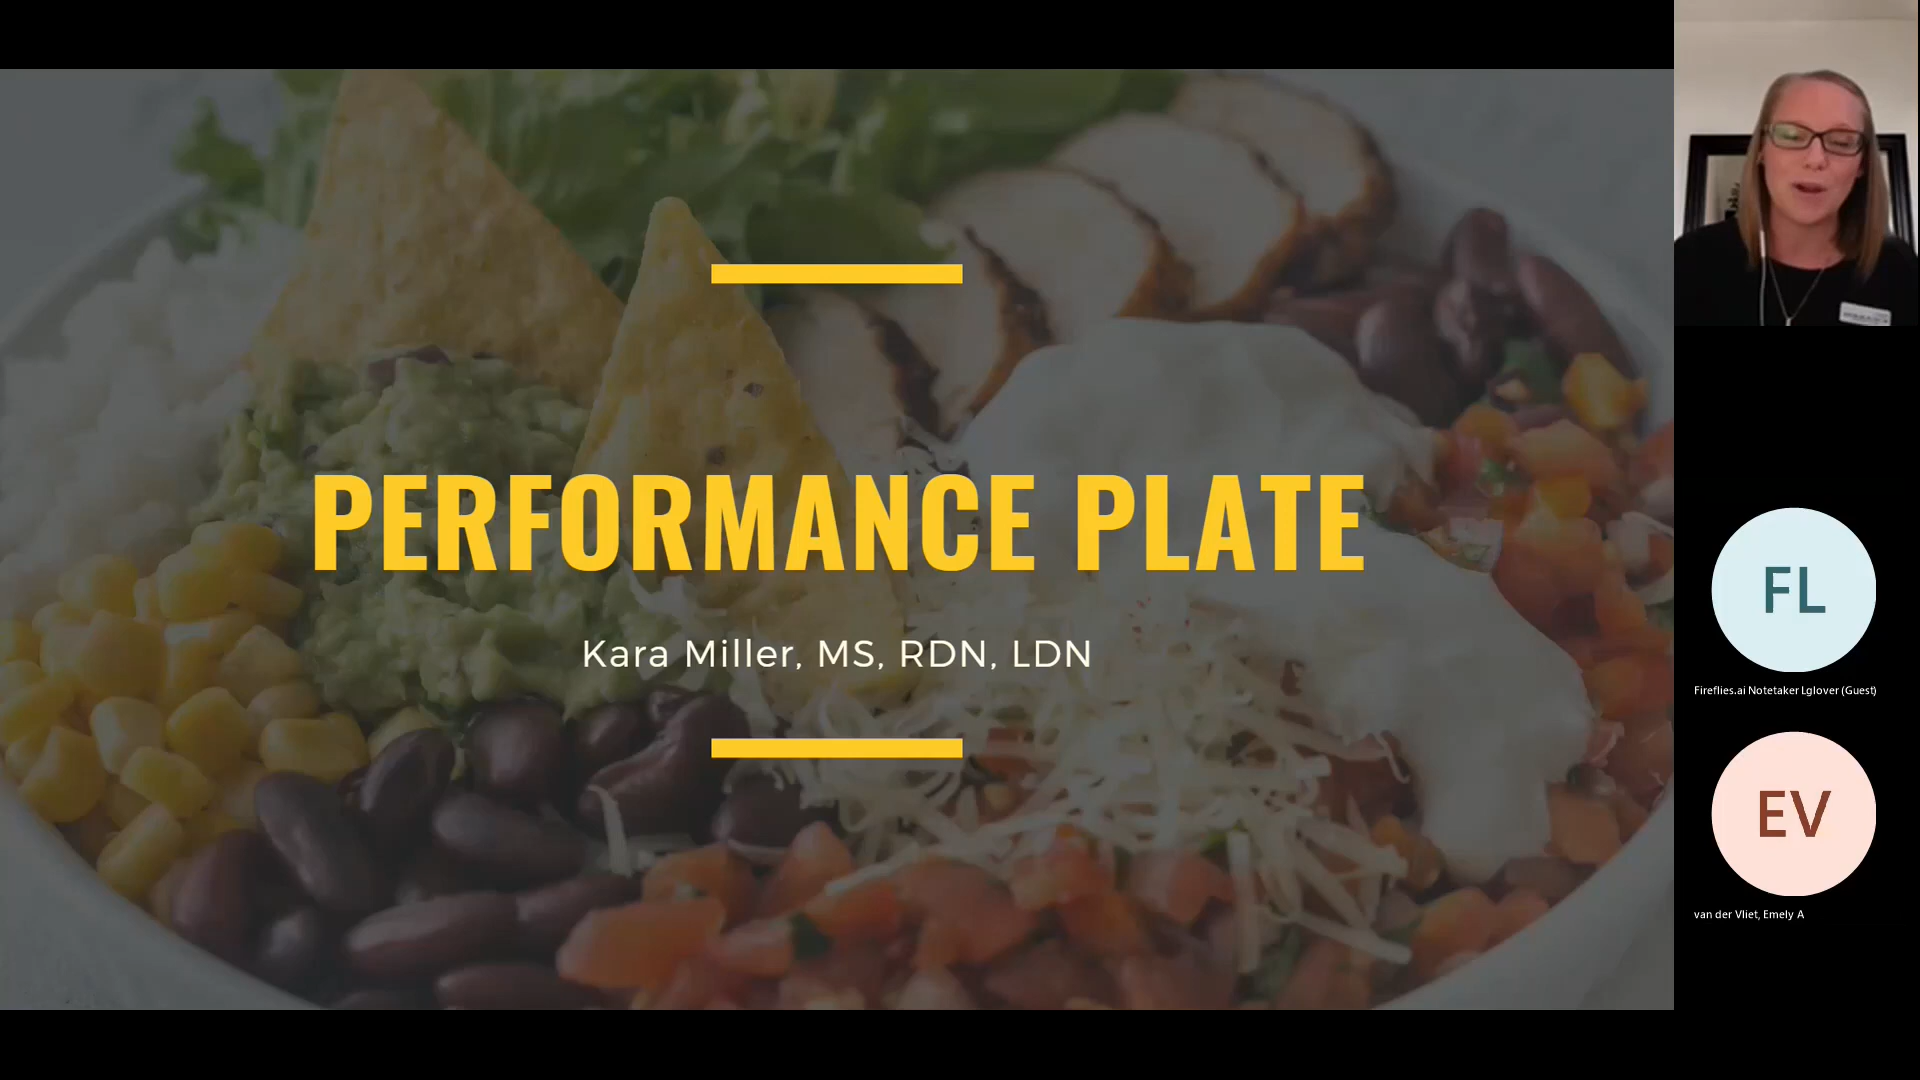 PERFORMANCE PLATE
Kara Miller, MS, RDN, LDN
FL
Fireflies.ai Notetaker Lglover (Guest)
EV
van der Vliet, Emely A